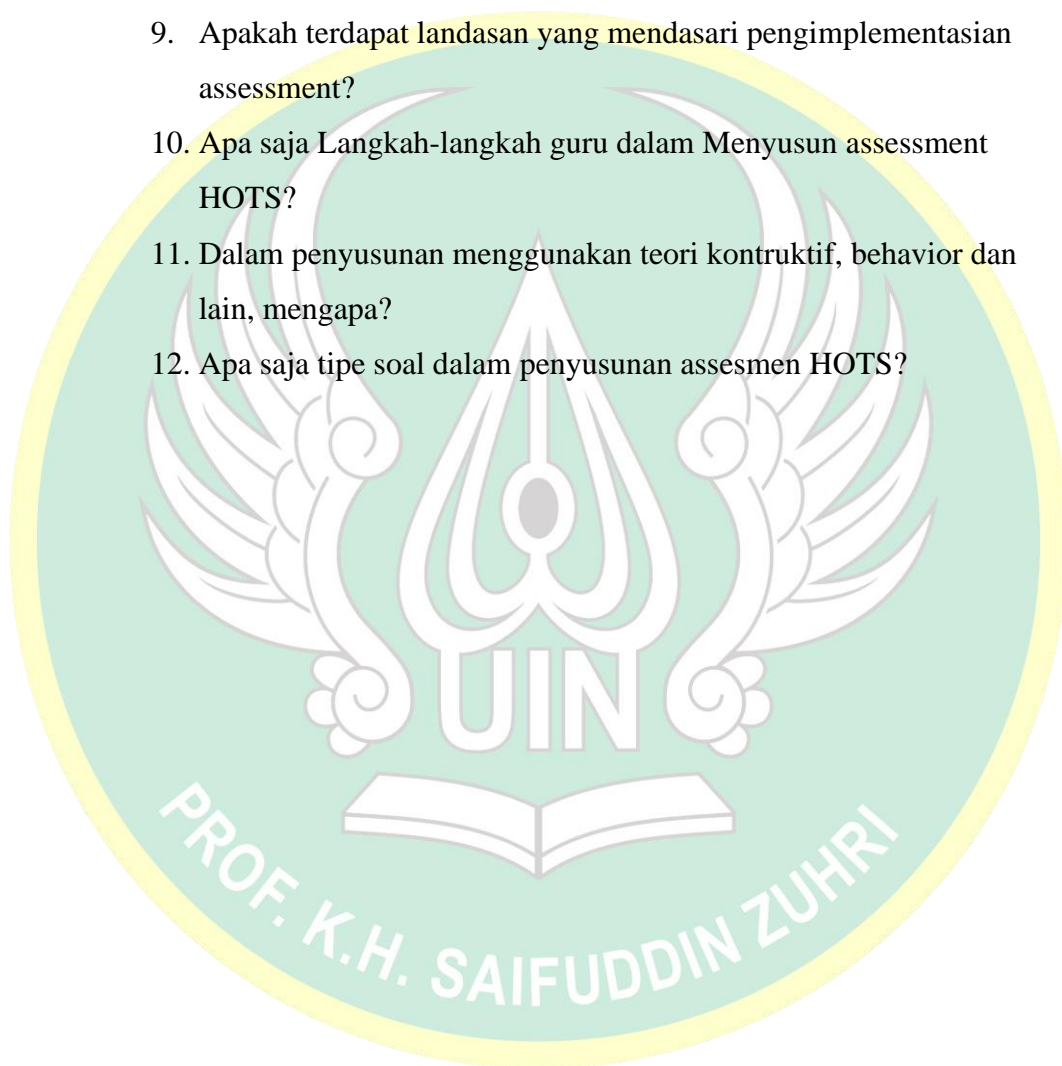 9. Apakah terdapat landasan yang mendasari pengimplementasian
assessment?
10. Apa saja Langkah-langkah guru dalam Menyusun assessment
HOTS?
11. Dalam penyusunan menggunakan teori kontruktif, behavior dan
lain, mengapa?
12. Apa saja tipe soal dalam penyusunan assesmen HOTS?
UIN
PROF. K.H. SAIFUDDIN ZUHRI